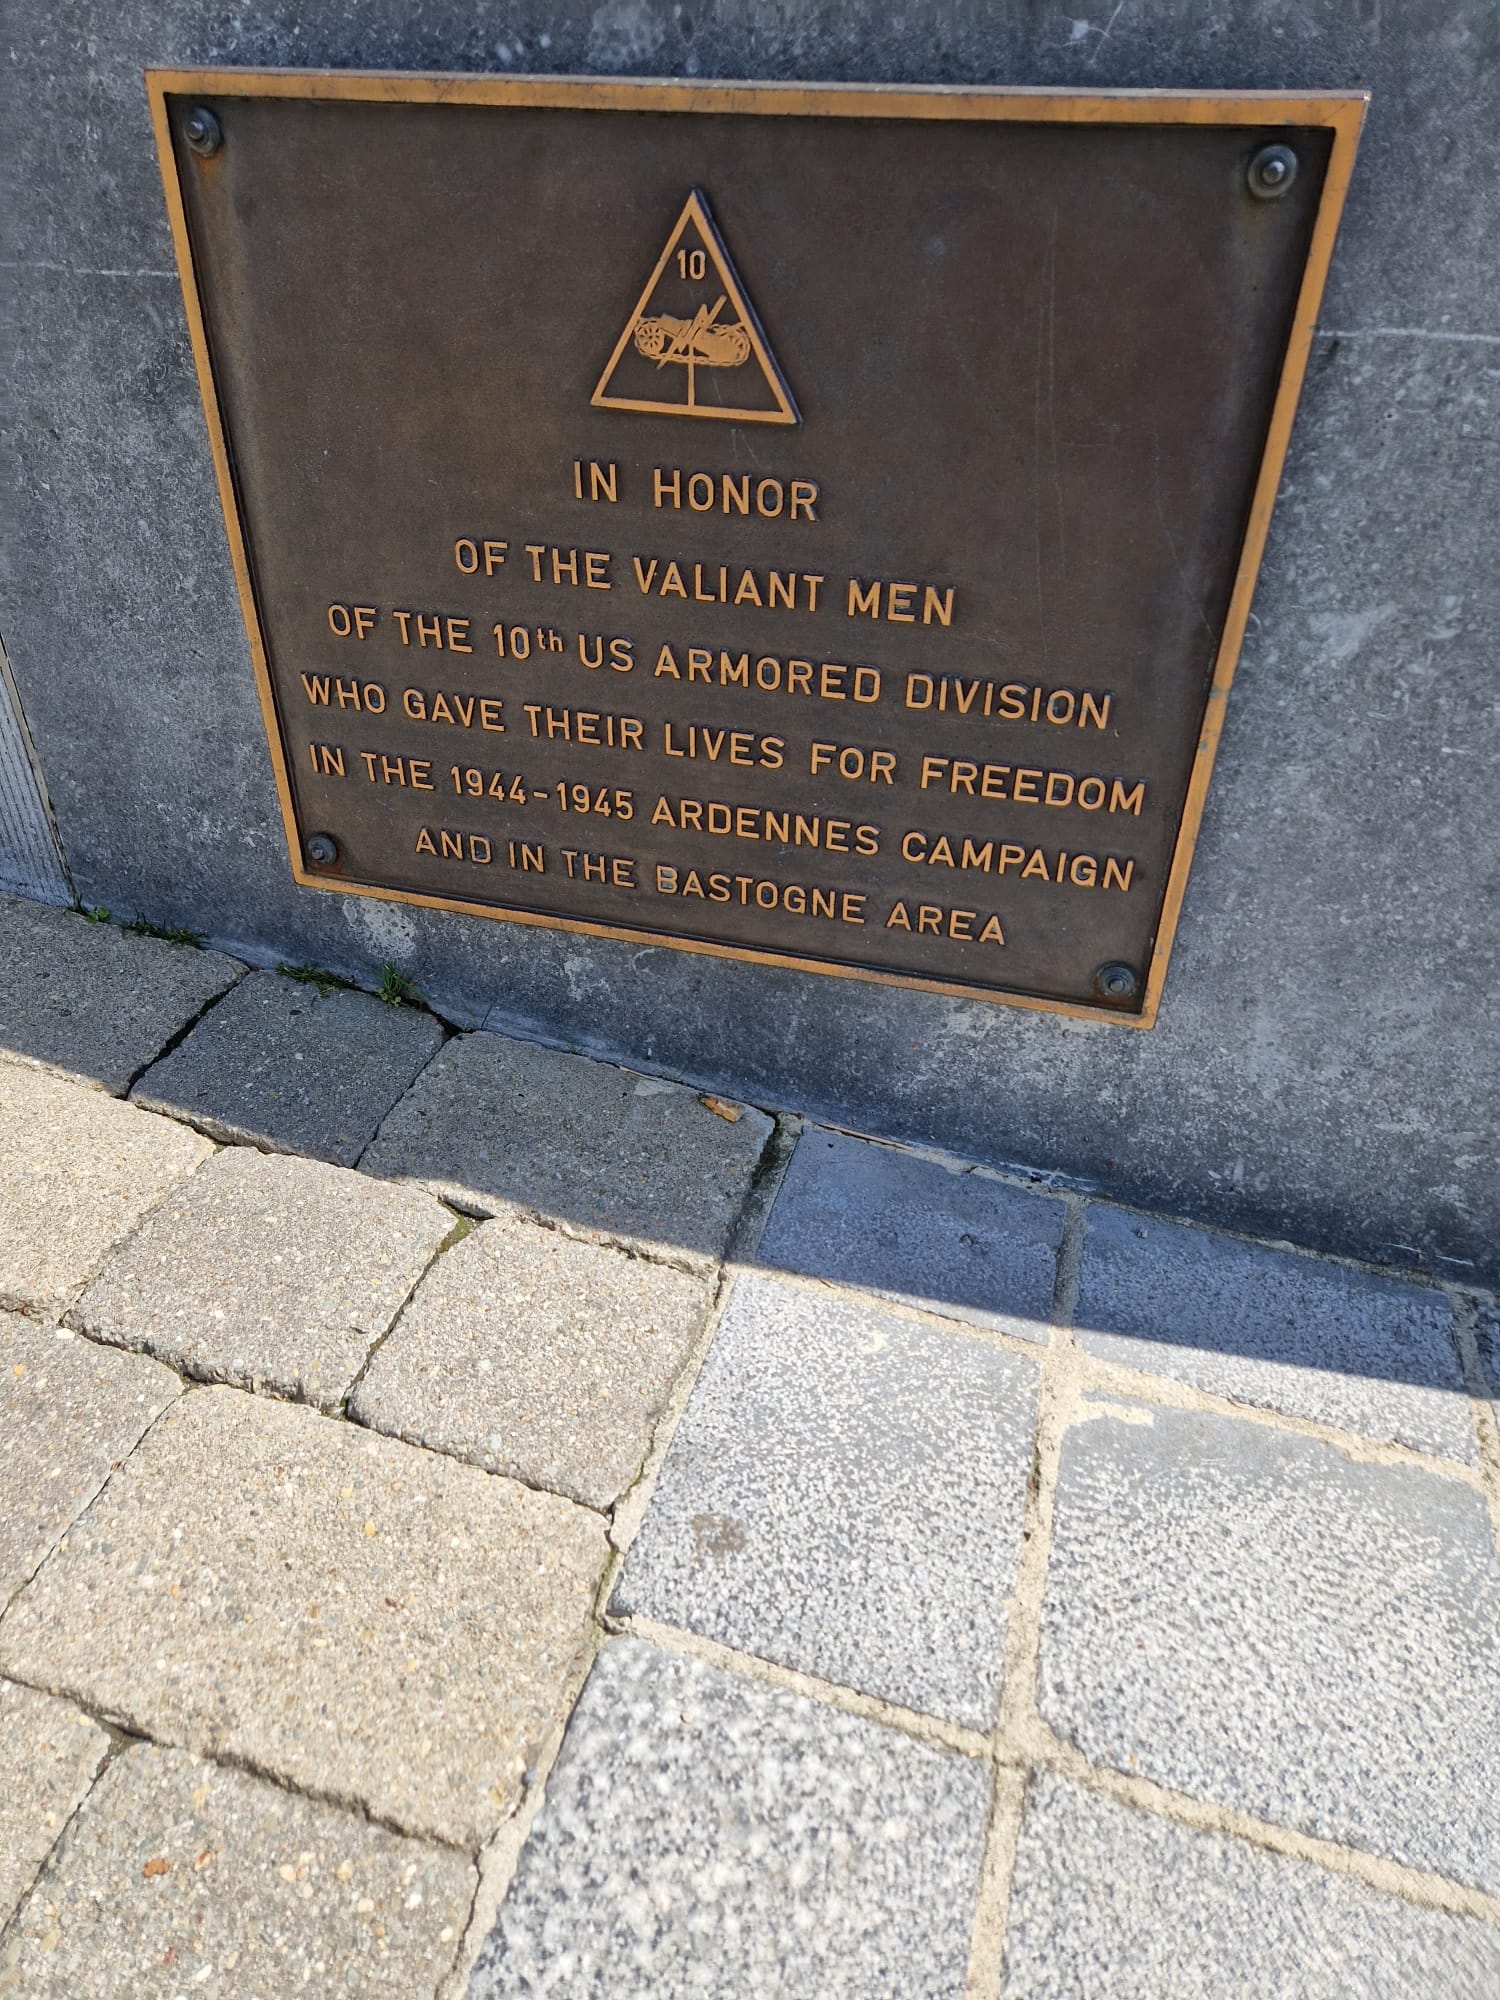 10
IN HONOR
OF THE VALIANT MEN
OF THE 10th US ARMORED DIVISION
WHO GAVE THEIR LIVES FOR FREEDOM
IN THE 1944-1945 ARDENNES CAMPAIGN
AND IN THE BASTOGNE AREA